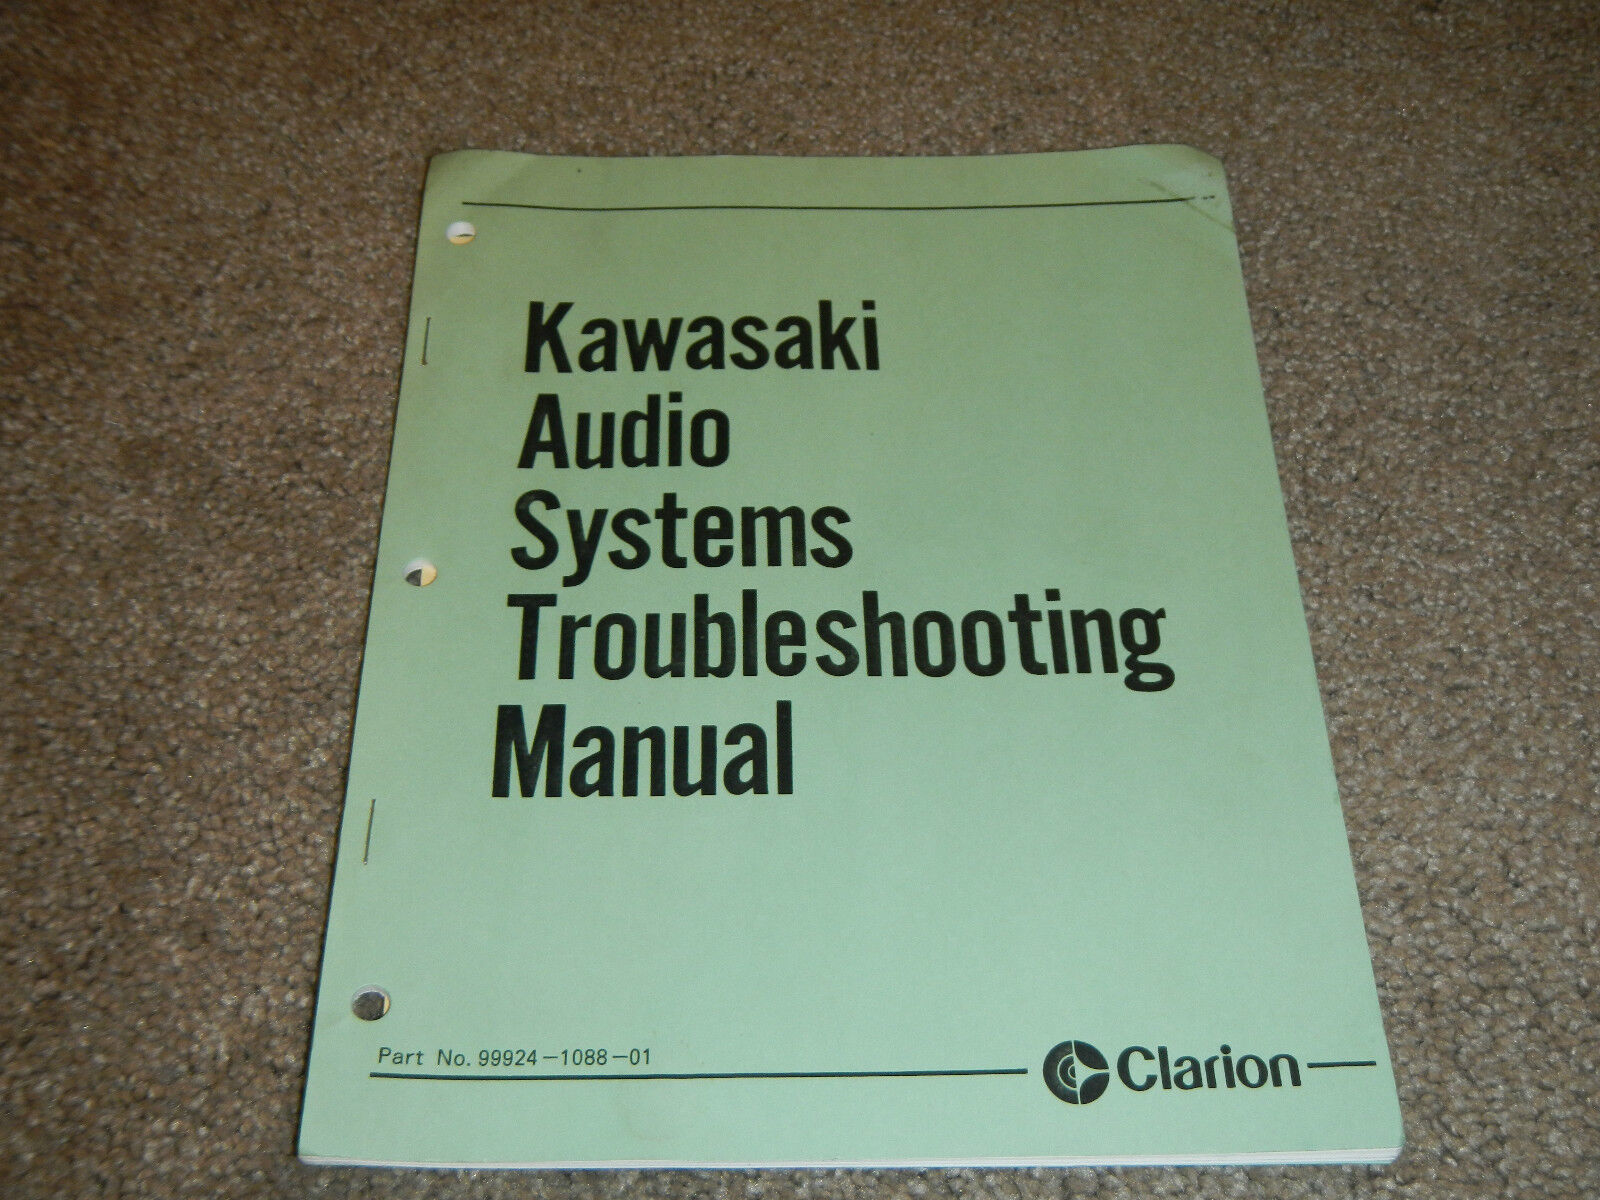 Kawasaki
Audio
Systems
Troubleshooting
Manual
Part No. 99924-1088-01
Clarion